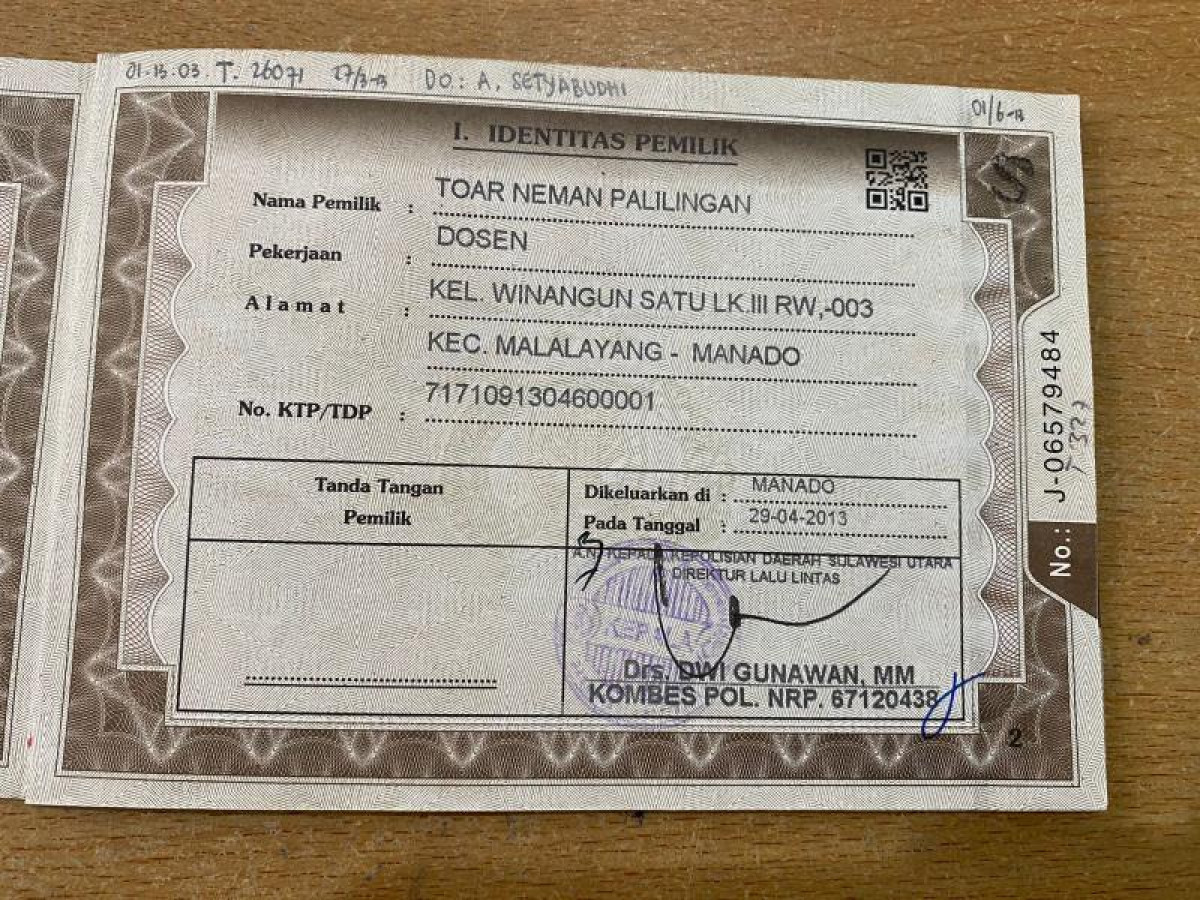 01.13.03. T. 26071 27/3-13 DO: A. SETYABUDHI
01/6-13
I. IDENTITAS PEMILIK
Nama Pemilik : TOAR NEMAN PALILINGAN
Pekerjaan : DOSEN
Alamat : KEL. WINANGUN SATU LK.III RW,-003
KEC. MALALAYANG - MANADO
No. KTP/TDP : 7171091304600001
Tanda Tangan
Pemilik
Dikeluarkan di : MANADO
Pada Tanggal : 29-04-2013
A.N. KEPALA KEPOLISIAN DAERAH SULAWESI UTARA
DIREKTUR LALU LINTAS
Drs. DWI GUNAWAN, MM
KOMBES POL. NRP. 67120438
No.: J-06579484
2